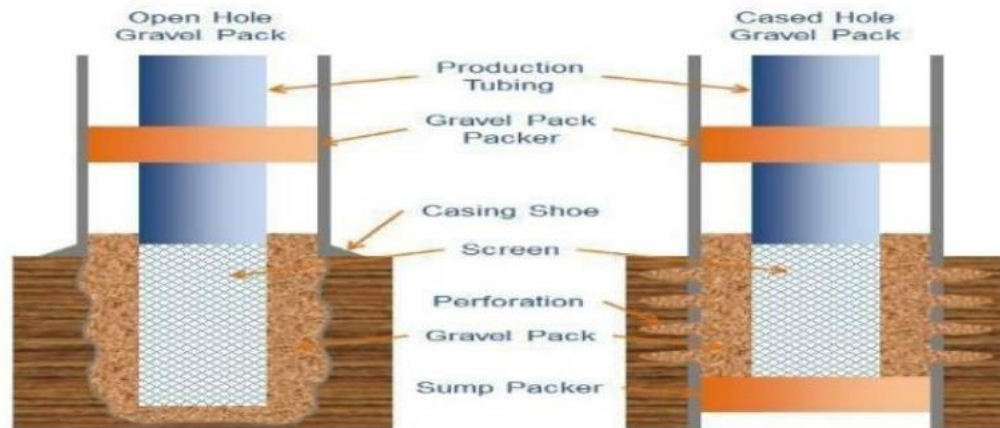 Open Hole
Gravel Pack
Cased Hole
Gravel Pack
Production
Tubing
Gravel Pack
Packer
Casing Shoe
Screen
Perforation
Gravel Pack
Sump Packer